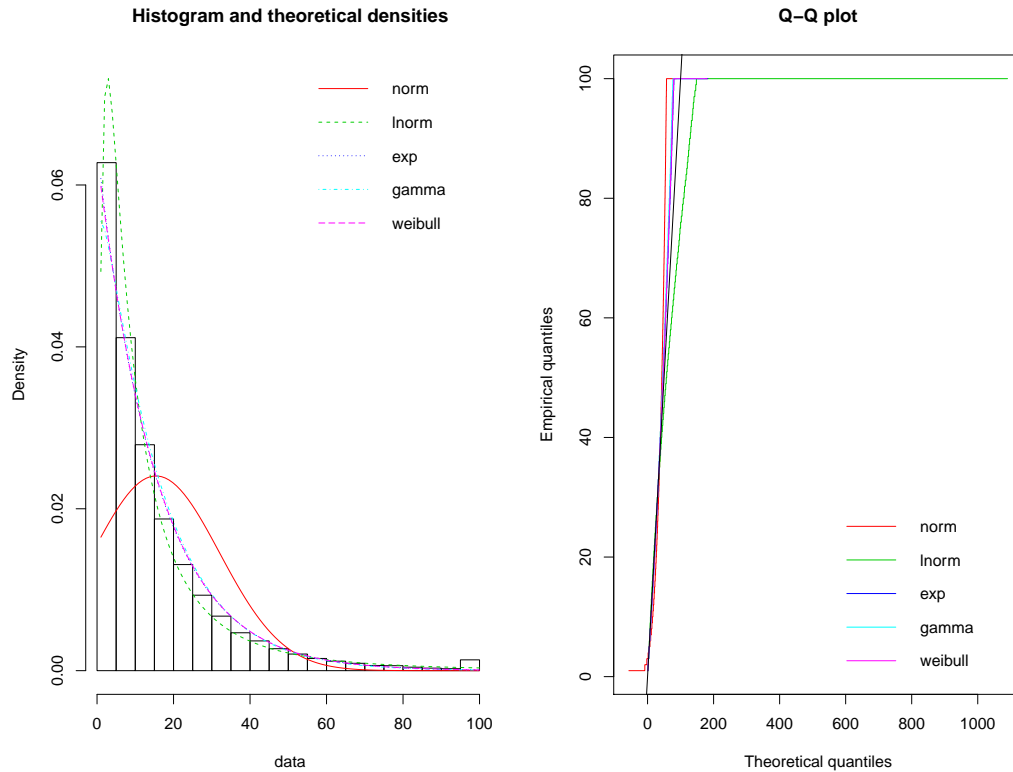 Histogram and theoretical densities
norm
lnorm
exp
gamma
weibull
Density
0.00
0.02
0.04
0.06
0 20 40 60 80 100
data
Q−Q plot
Empirical quantiles
0
20
40
60
80
100
norm
lnorm
exp
gamma
weibull
0 200 400 600 800 1000
Theoretical quantiles